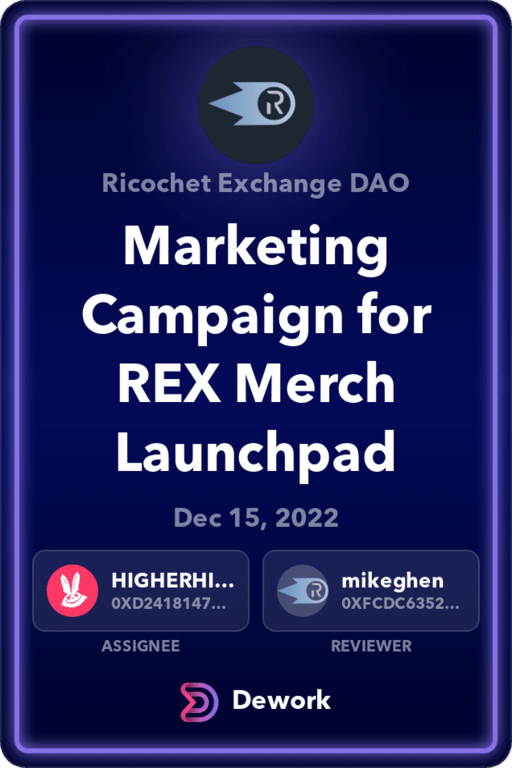 R
Ricochet Exchange DAO
Marketing
Campaign for
REX Merch
Launchpad
Dec 15, 2022
HIGHERHI...
0XD2418147...
ASSIGNEE
R
mikeghen
0XFCDC6352...
REVIEWER
Dework